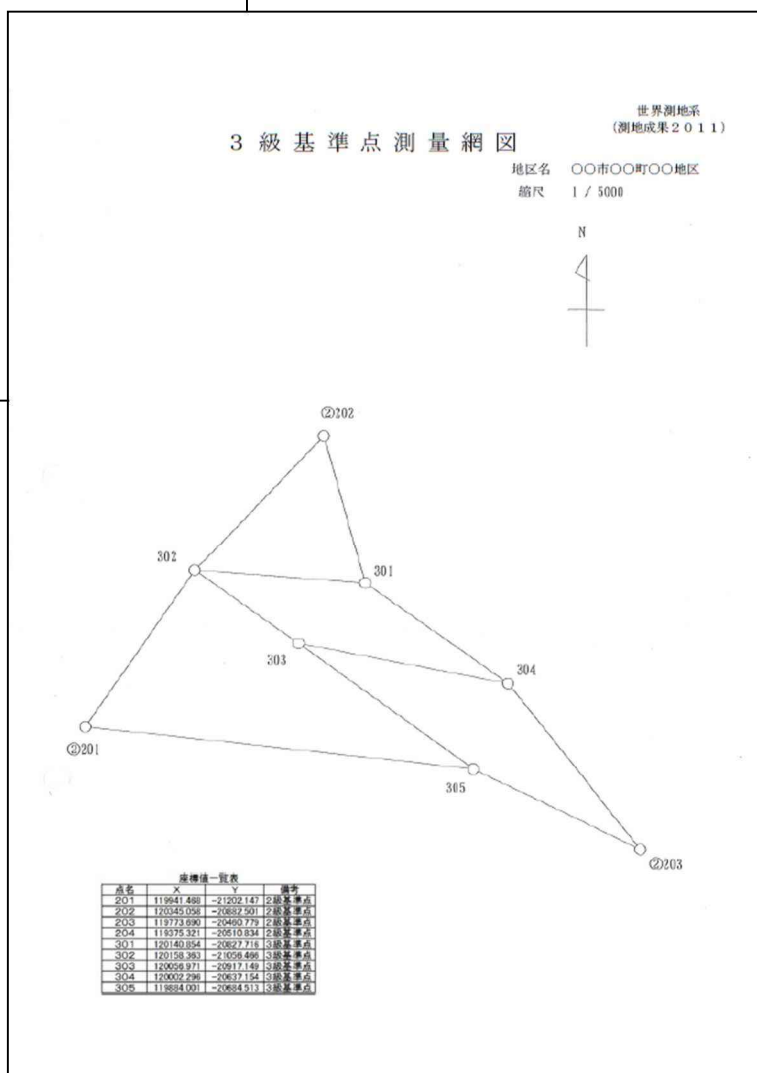 世界測地系
(測地成果2011)
3級基準点測量網図
地区名 〇〇市〇〇町〇〇地区
縮尺 1 / 5000
N
②202
302
301
303
304
②201
305
②203
座標値一覧表
点名 X Y 備考
201 119941.468 -21202.147 2級基準点
202 120345.058 -20882.501 2級基準点
203 119773.690 -20460.779 2級基準点
204 119375.321 -20510.834 2級基準点
301 120140.854 -20827.716 3級基準点
302 120158.363 -21056.466 3級基準点
303 120056.971 -20917.149 3級基準点
304 120002.296 -20637.154 3級基準点
305 119884.001 -20684.513 3級基準点